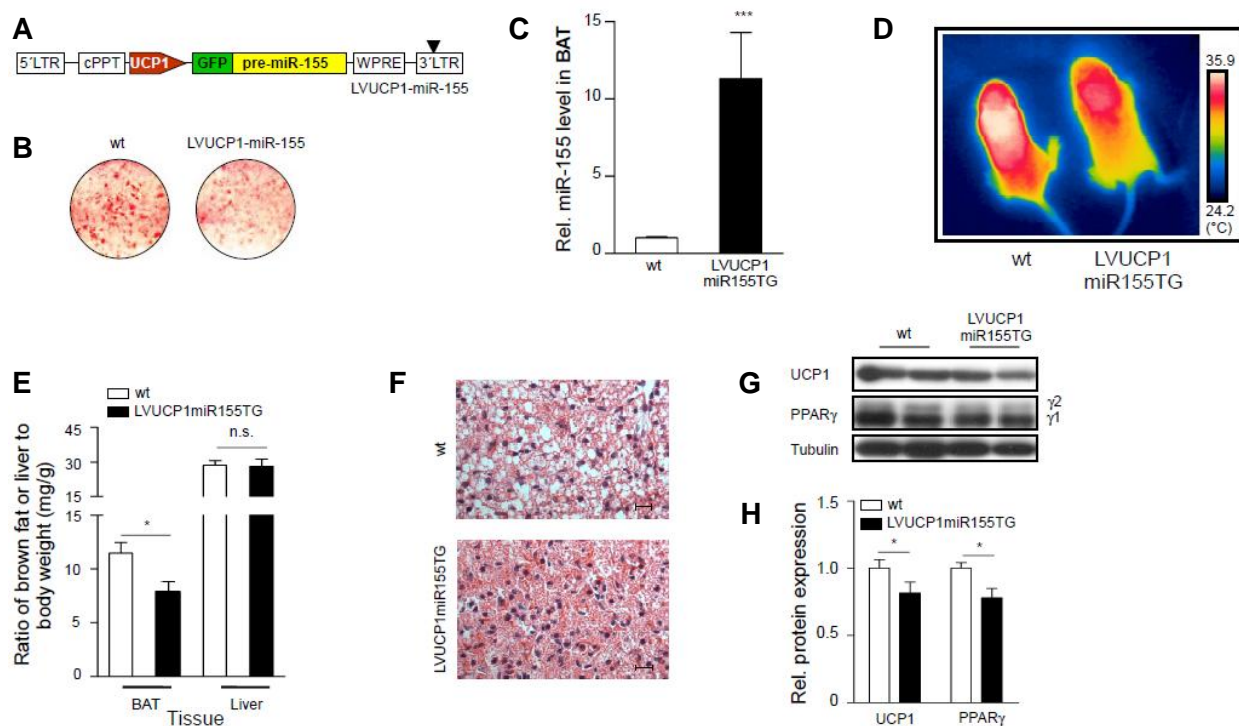 A
5´LTR cPPT UCP1 GFP pre-miR-155 WPRE 3´LTR
LVUCP1-miR-155
B
wt LVUCP1-miR-155
C
Rel. miR-155 level in BAT
15
10
5
0
***
wt LVUCP1
miR155TG
D
35.9
24.2
(°C)
wt LVUCP1
miR155TG
E
wt
LVUCP1miR155TG
Ratio of brown fat or liver to
body weight (mg/g)
45
30
15
15
10
5
0
*
n.s.
BAT Liver
Tissue
F
wt
LVUCP1miR155TG
G
wt LVUCP1
miR155TG
UCP1
PPARγ γ2
γ1
Tubulin
H
wt
LVUCP1miR155TG
Rel. protein expression
1.5
1.0
0.5
0
* *
UCP1 PPARγ